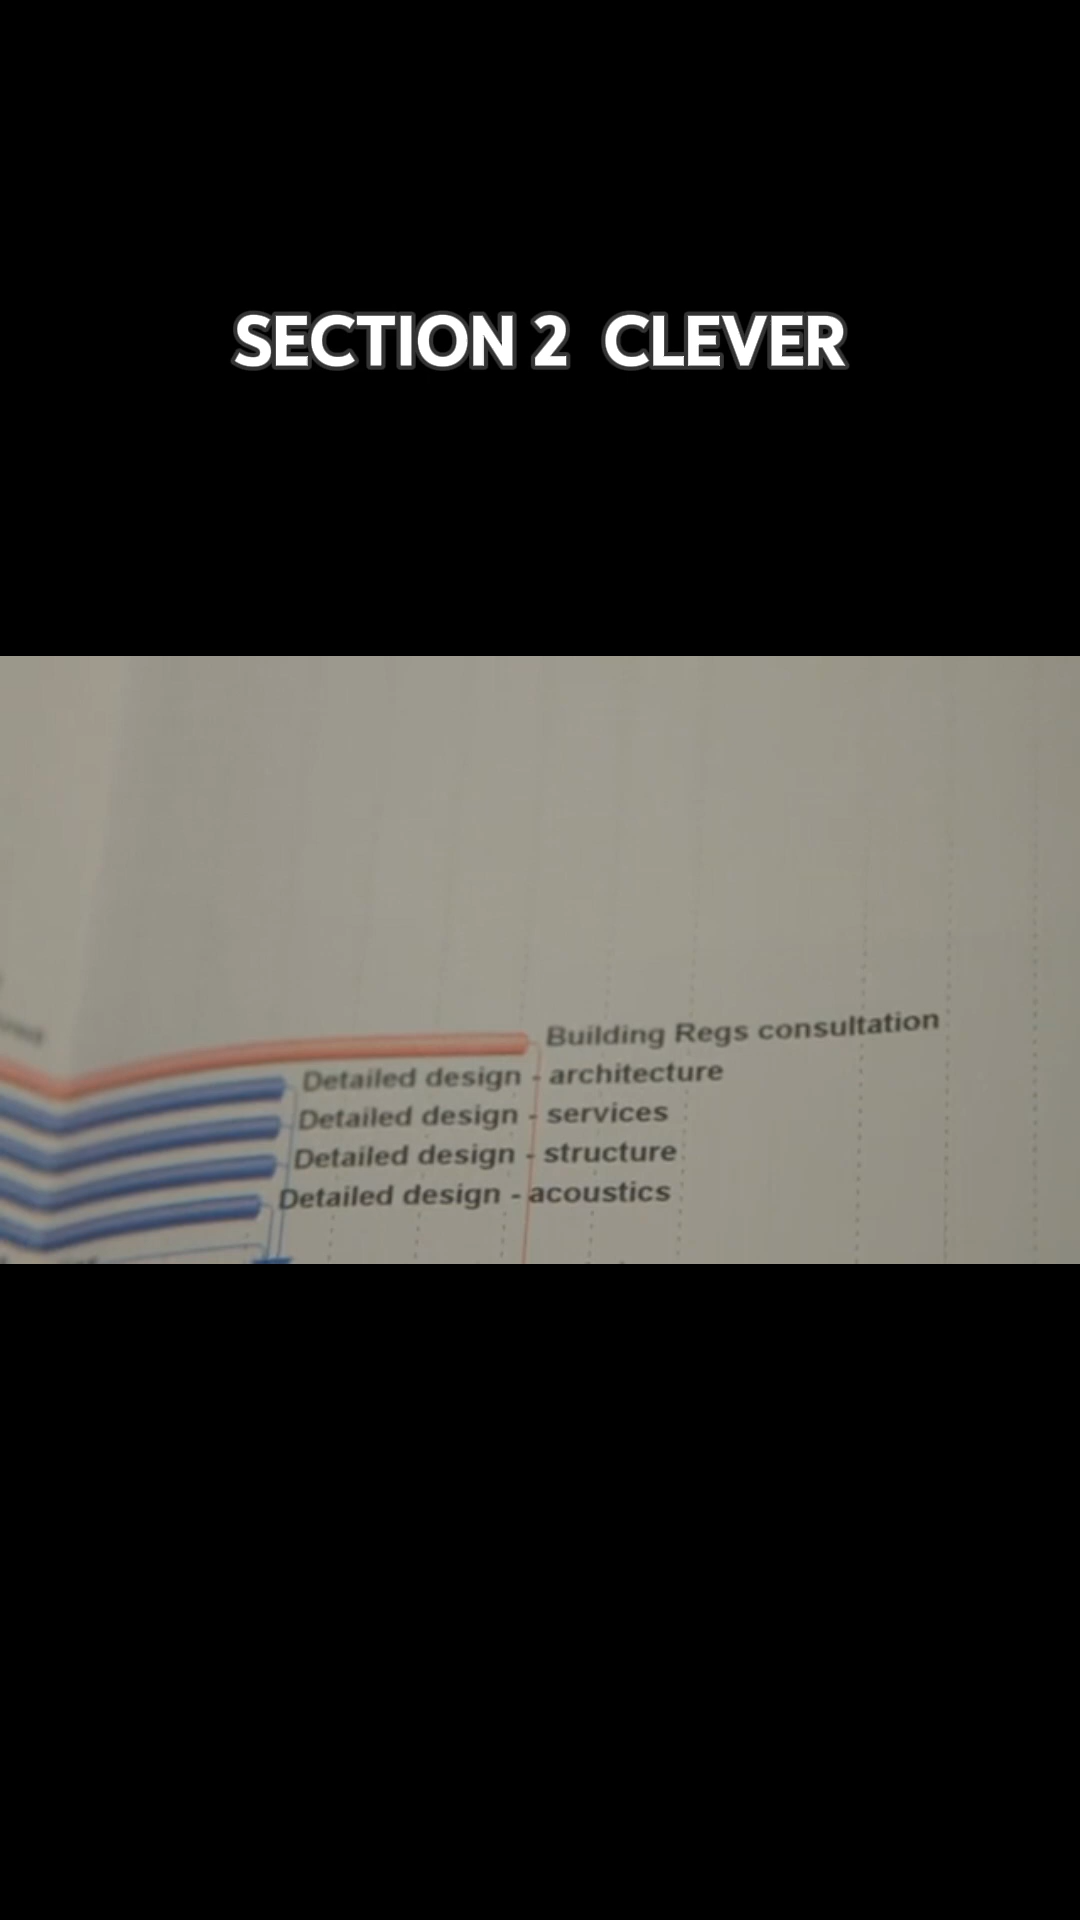 SECTION 2 CLEVER
Building Regs consultation
Detailed design - architecture
Detailed design - services
Detailed design - structure
Detailed design - acoustics